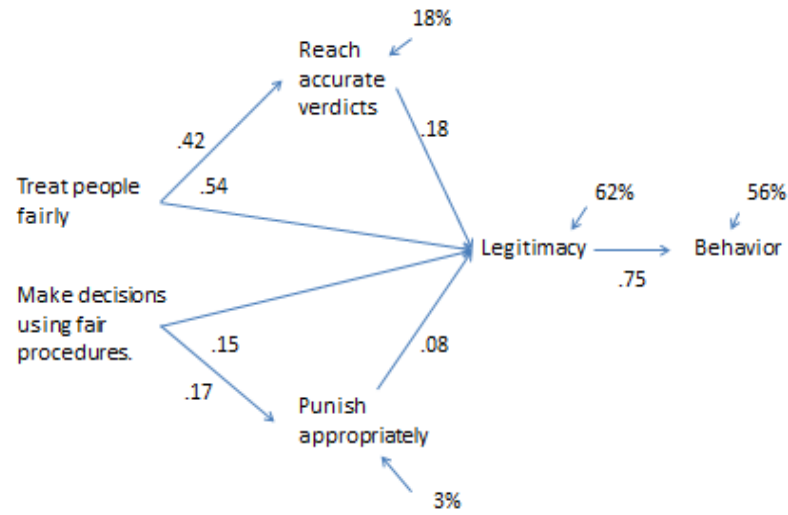 18%
Reach
accurate
verdicts
.42
.18
Treat people
fairly
.54
62%
56%
Legitimacy
Behavior
.75
Make decisions
using fair
procedures.
.15
.08
.17
Punish
appropriately
3%